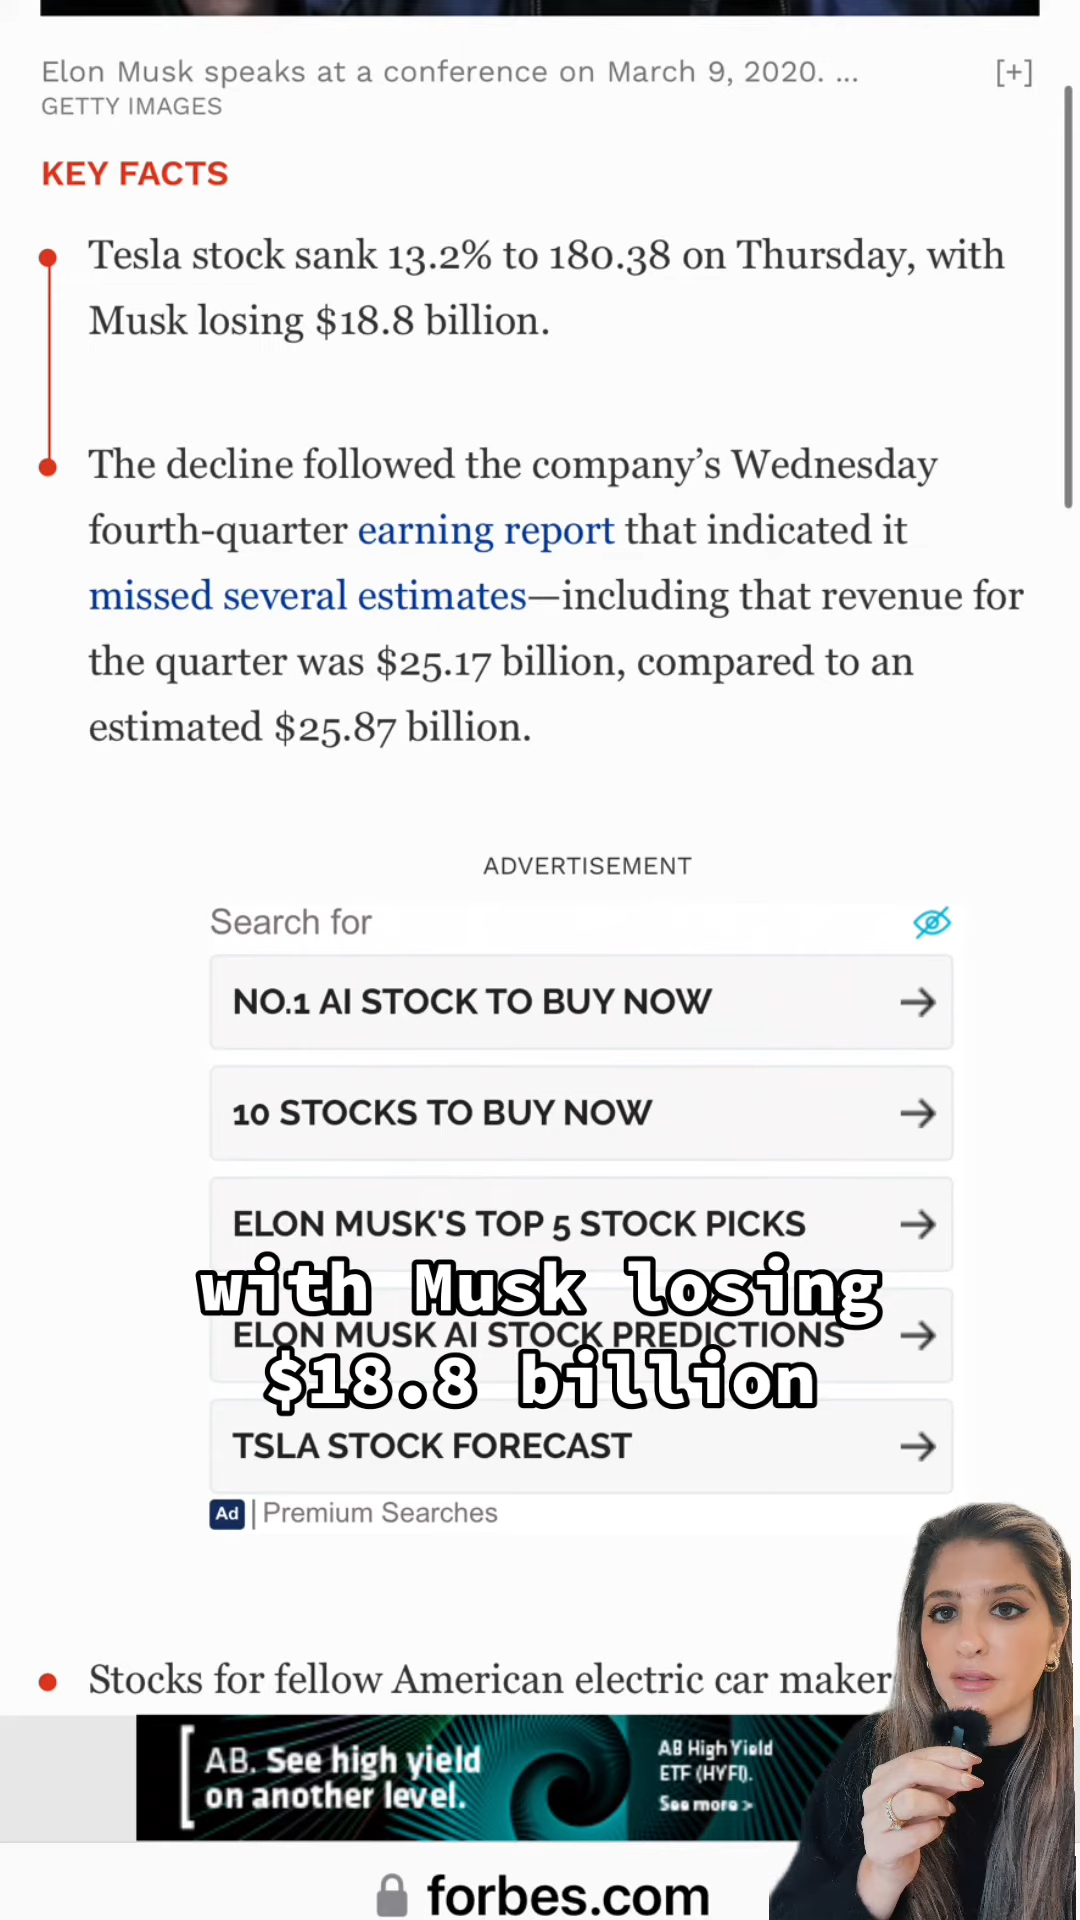 Elon Musk speaks at a conference on March 9, 2020. ... [+]
GETTY IMAGES
KEY FACTS
Tesla stock sank 13.2% to 180.38 on Thursday, with
Musk losing $18.8 billion.
The decline followed the company’s Wednesday
fourth-quarter earning report that indicated it
missed several estimates—including that revenue for
the quarter was $25.17 billion, compared to an
estimated $25.87 billion.
ADVERTISEMENT
Search for
NO.1 AI STOCK TO BUY NOW
10 STOCKS TO BUY NOW
ELON MUSK'S TOP 5 STOCK PICKS
with Musk losing
ELON MUSK AI STOCK PREDICTIONS
$18.8 billion
TSLA STOCK FORECAST
Ad | Premium Searches
Stocks for fellow American electric car maker
AB. See high yield
on another level.
AB High Yield
ETF (HYFI).
See more >
forbes.com